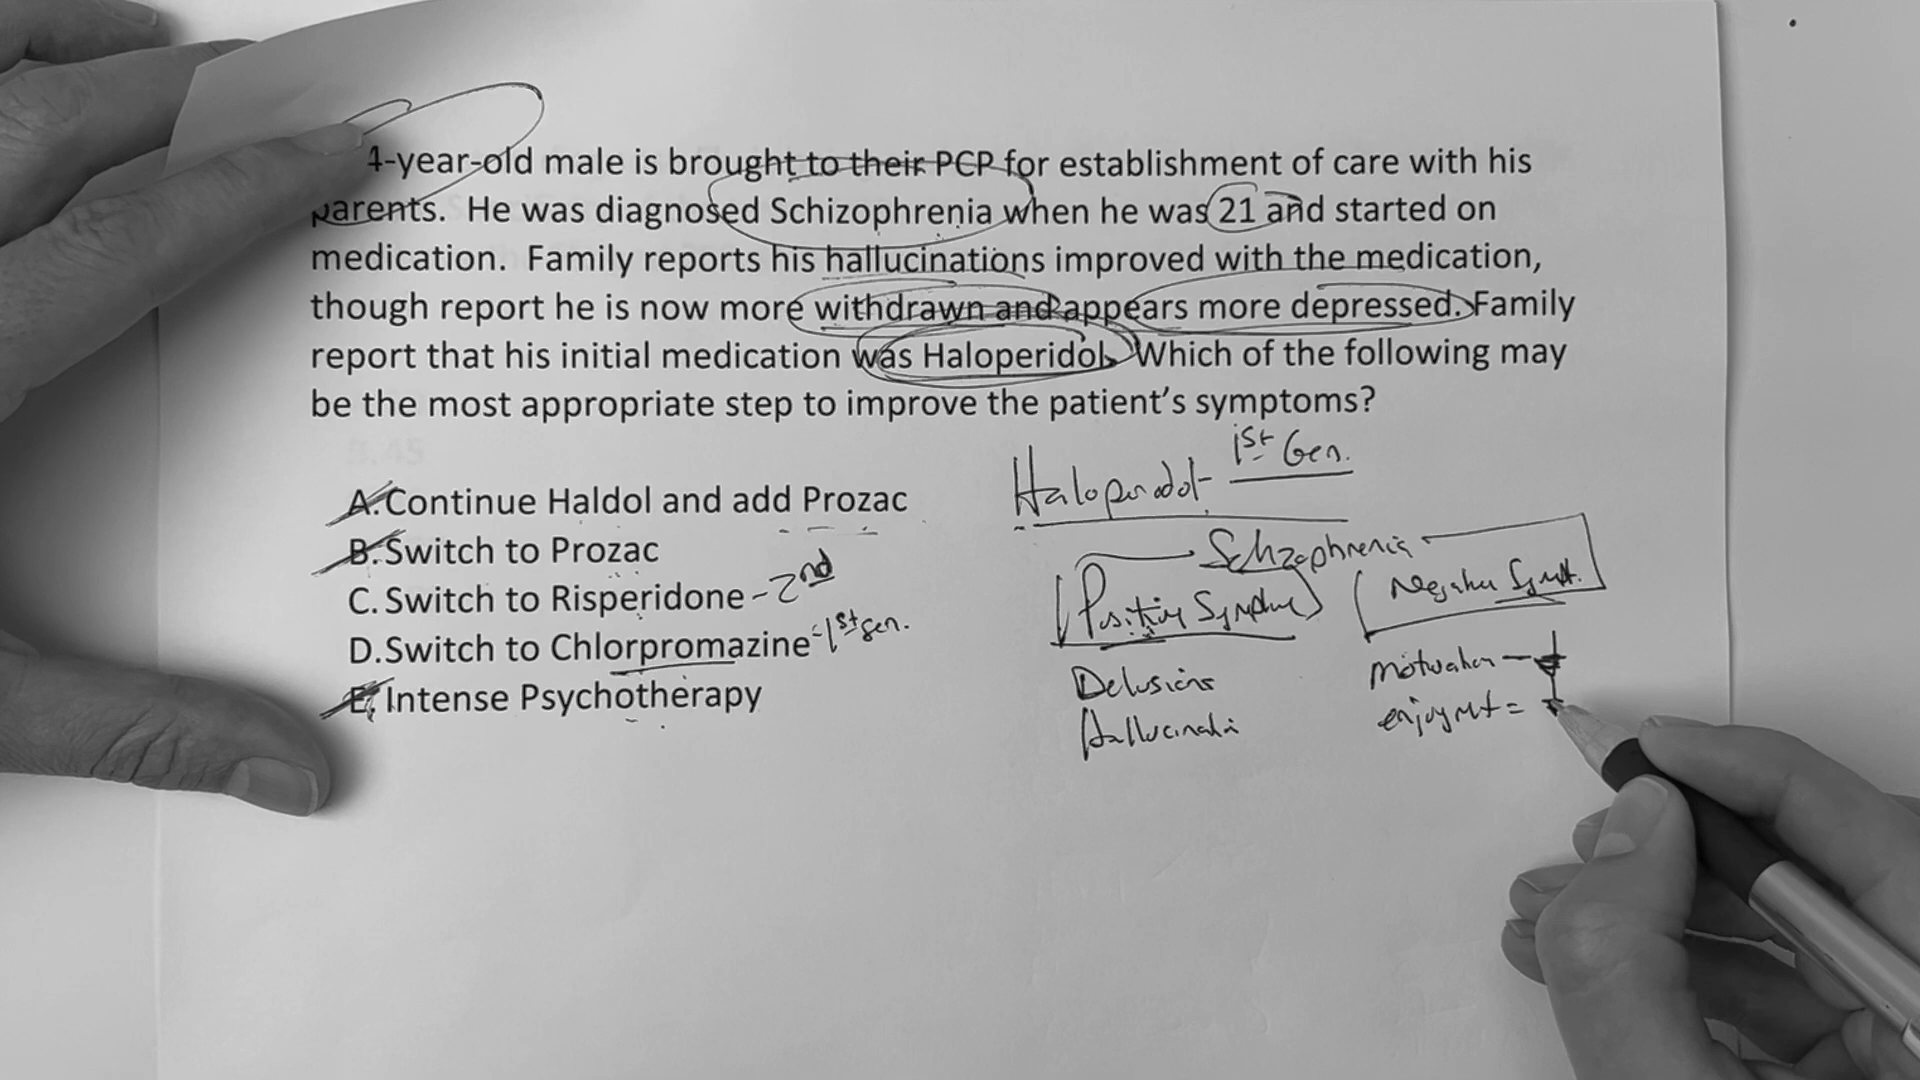 4-year-old male is brought to their PCP for establishment of care with his
parents. He was diagnosed Schizophrenia when he was 21 and started on
medication. Family reports his hallucinations improved with the medication,
though report he is now more withdrawn and appears more depressed. Family
report that his initial medication was Haloperidol. Which of the following may
be the most appropriate step to improve the patient's symptoms?
A. Continue Haldol and add Prozac
B. Switch to Prozac
C. Switch to Risperidone - 2nd
D. Switch to Chlorpromazine - 1st gen.
E. Intense Psychotherapy
Haloperidol - 1st Gen.
Schizophrenia
Positive Symptoms
Delusions
Negative Sympt.
motivation -